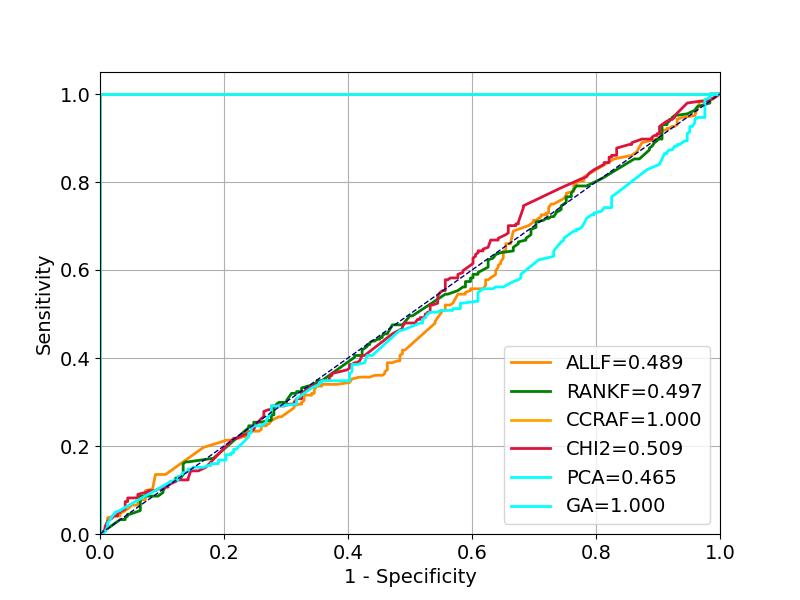 1.0
0.8
0.6
0.4
0.2
0.0
Sensitivity
ALLF=0.489
RANKF=0.497
CCRAF=1.000
CHI2=0.509
PCA=0.465
GA=1.000
0.0 0.2 0.4 0.6 0.8 1.0
1 - Specificity